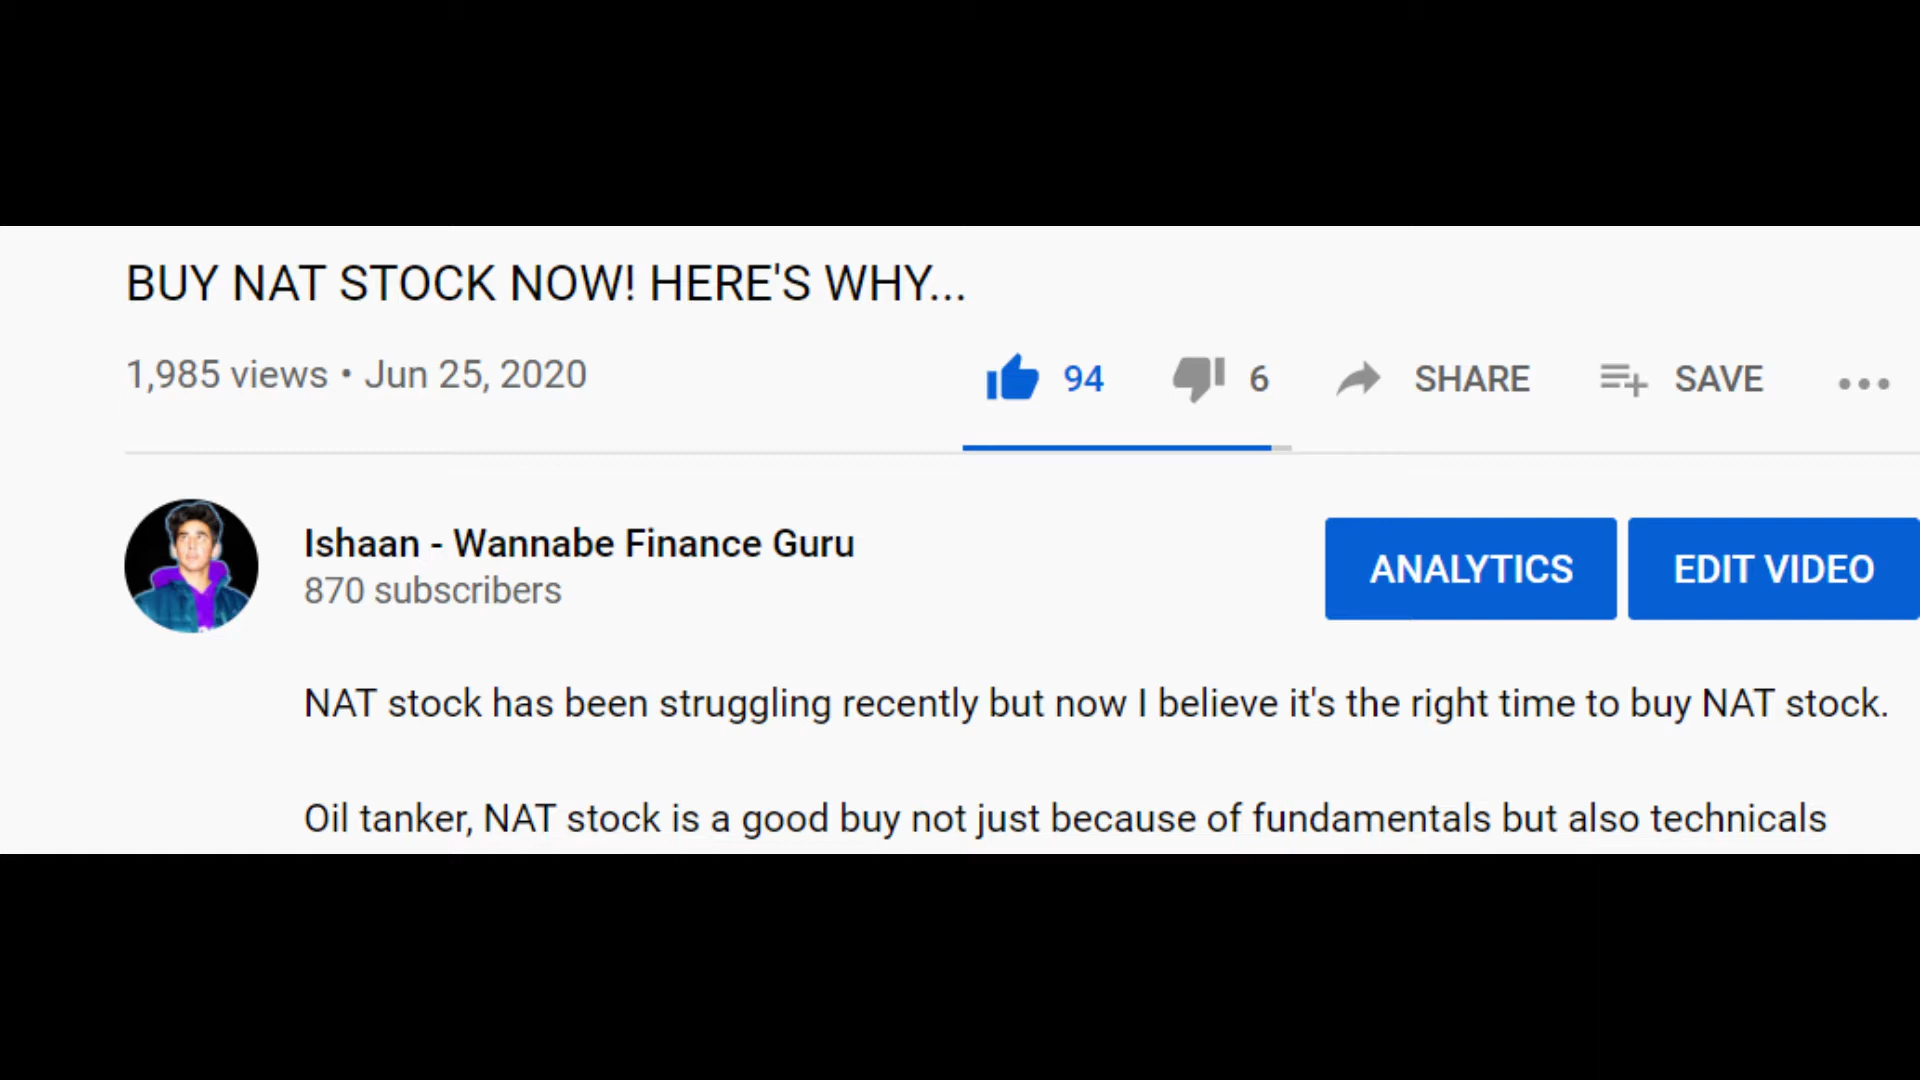 BUY NAT STOCK NOW! HERE'S WHY...
1,985 views • Jun 25, 2020
94 6 SHARE SAVE
Ishaan - Wannabe Finance Guru
870 subscribers
ANALYTICS EDIT VIDEO
NAT stock has been struggling recently but now I believe it's the right time to buy NAT stock.
Oil tanker, NAT stock is a good buy not just because of fundamentals but also technicals